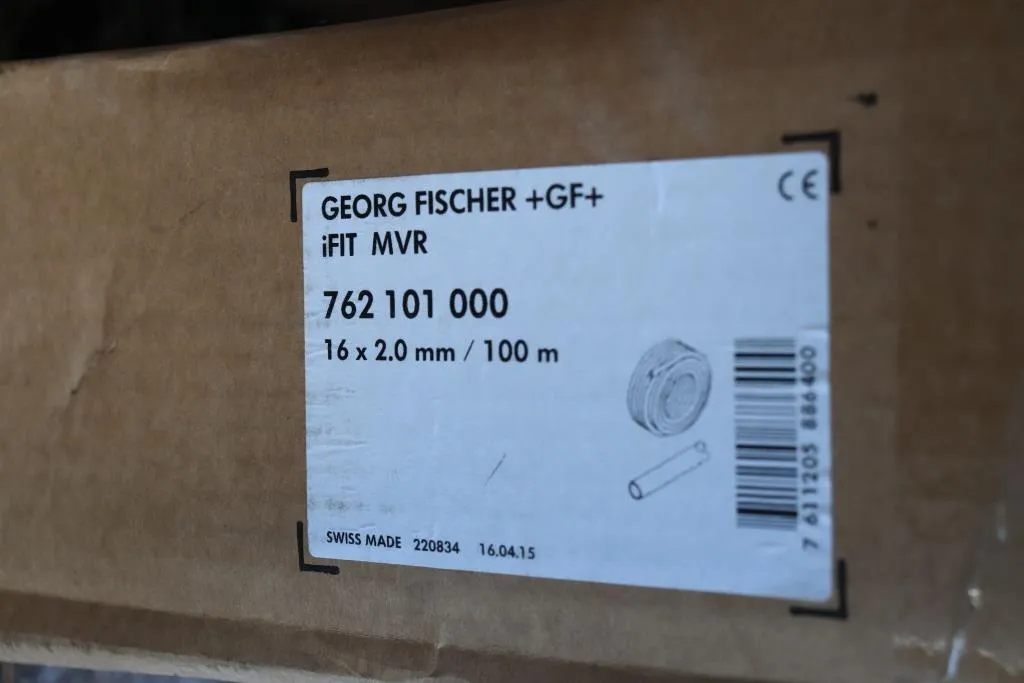 GEORG FISCHER +GF+
CE
iFIT MVR
762 101 000
16 x 2.0 mm / 100 m
7 611205 886400
SWISS MADE 220834 16.04.15